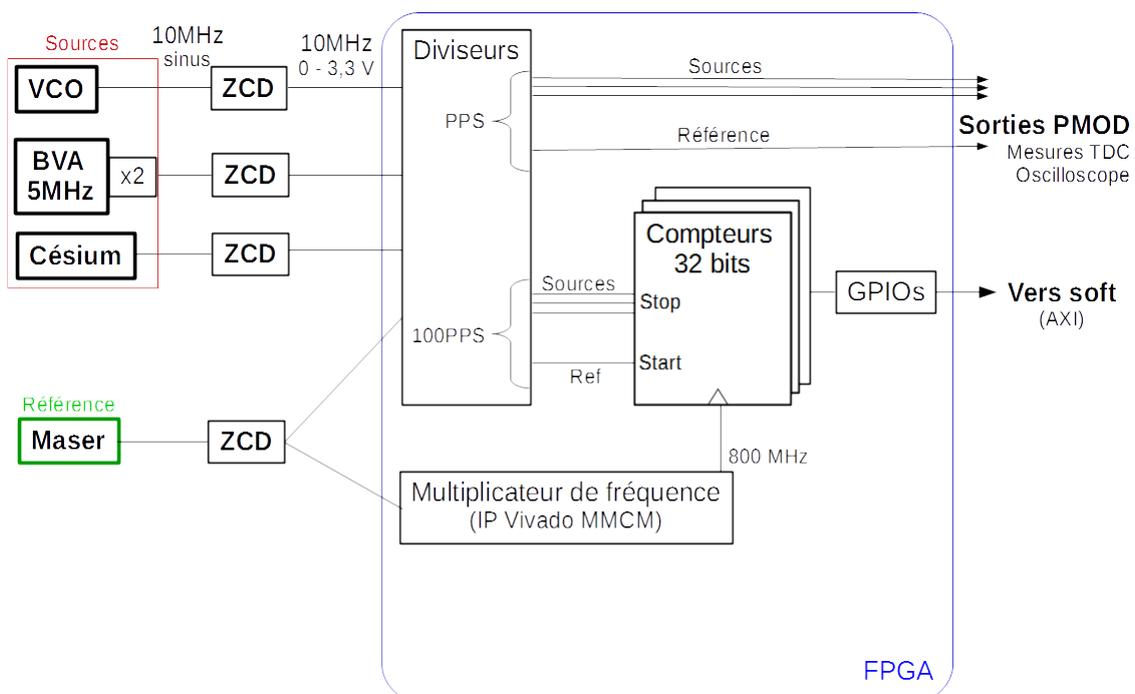 Sources
10MHz
sinus
10MHz
0 - 3,3 V
VCO
ZCD
BVA
5MHz
x2
ZCD
Césium
ZCD
Référence
Maser
ZCD
Diviseurs
PPS
100PPS
Sources
Référence
Sorties PMOD
Mesures TDC
Oscilloscope
Sources
Ref
Compteurs
32 bits
Stop
Start
GPIOs
Vers soft
(AXI)
800 MHz
Multiplicateur de fréquence
(IP Vivado MMCM)
FPGA